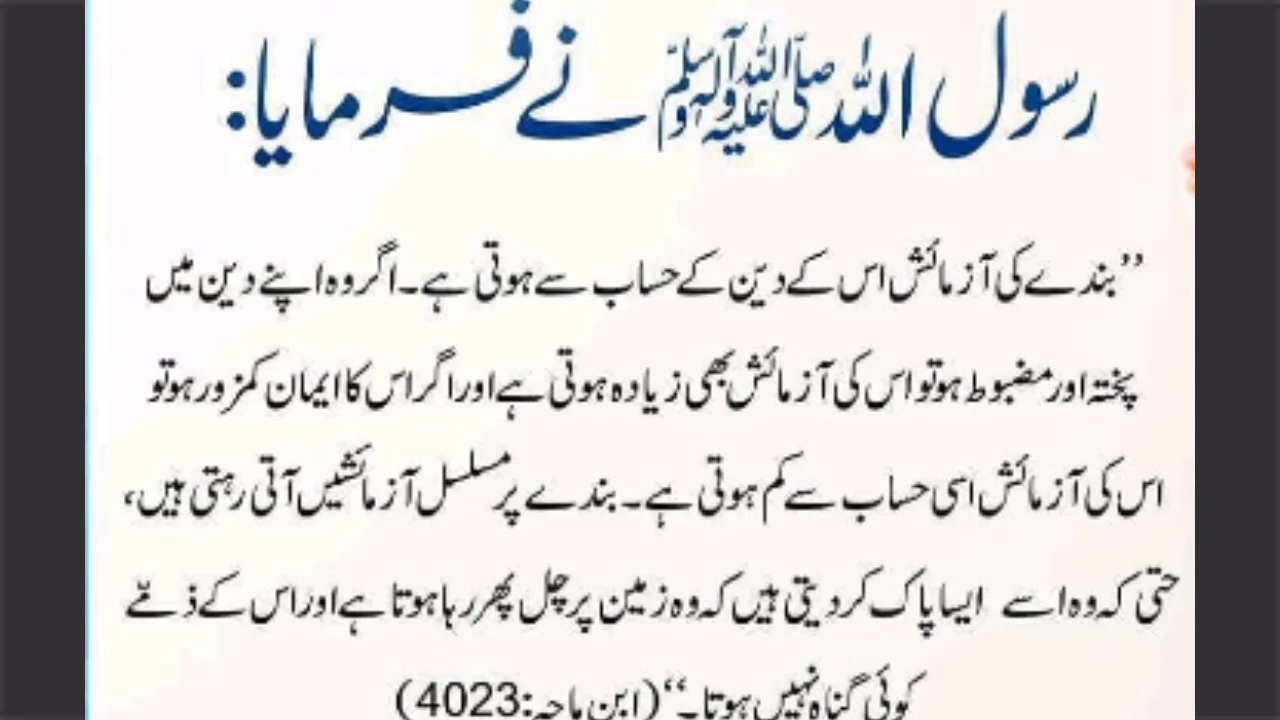 رسول اللہ صلی اللہ علیہ وآلہ وسلم نے فرمایا:
”بندے کی آزمائش اس کے دین کے حساب سے ہوتی ہے۔ اگر وہ اپنے دین میں
پختہ اور مضبوط ہو تو اس کی آزمائش بھی زیادہ ہوتی ہے اور اگر اس کا ایمان کمزور ہو تو
اس کی آزمائش اسی حساب سے کم ہوتی ہے۔ بندے پر مسلسل آزمائشیں آتی رہتی ہیں،
حتی کہ وہ اسے ایسا پاک کر دیتی ہیں کہ وہ زمین پر چل پھر رہا ہوتا ہے اور اس کے ذمّے
کوئی گناہ نہیں ہوتا۔“ (ابن ماجہ:4023)